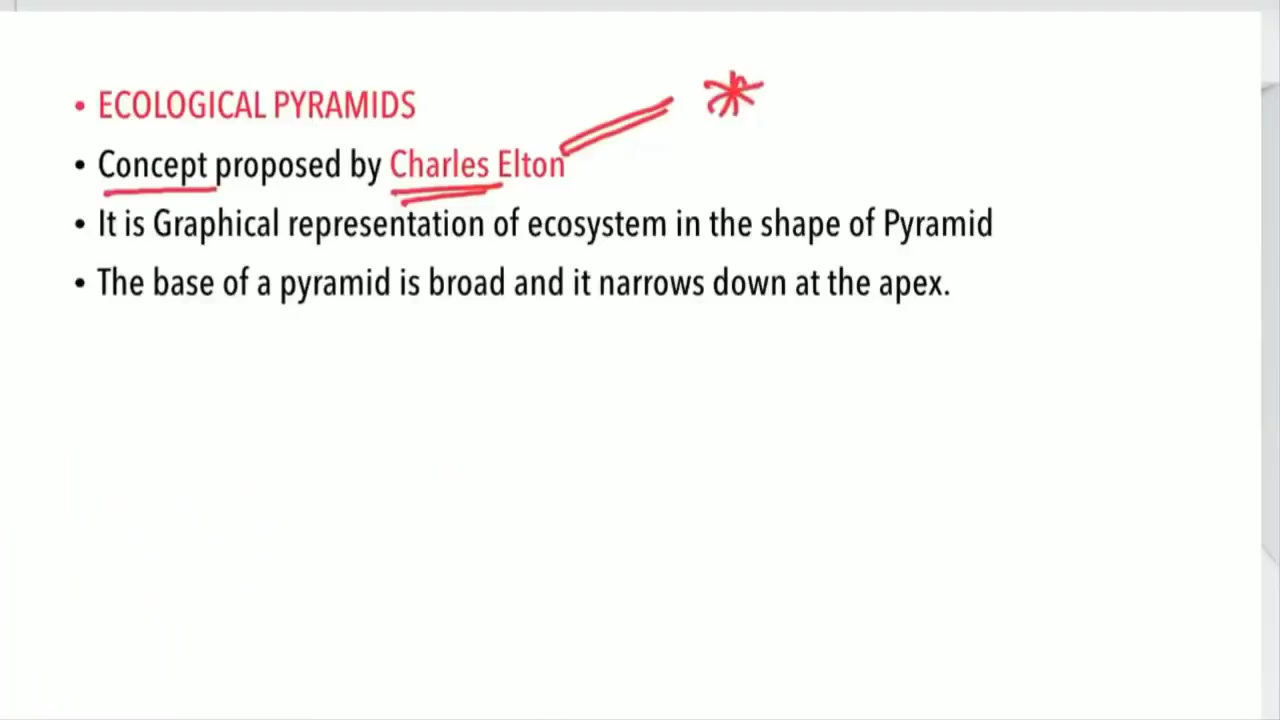 • ECOLOGICAL PYRAMIDS
• Concept proposed by Charles Elton
• It is Graphical representation of ecosystem in the shape of Pyramid
• The base of a pyramid is broad and it narrows down at the apex.